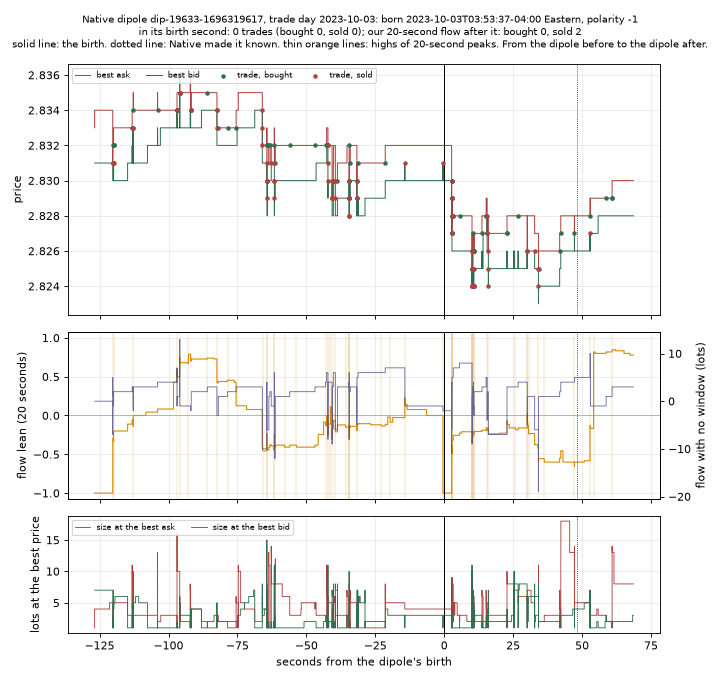 Native dipole dip-19633-1696319617, trade day 2023-10-03: born 2023-10-03T03:53:37-04:00 Eastern, polarity -1
in its birth second: 0 trades (bought 0, sold 0); our 20-second flow after it: bought 0, sold 2
solid line: the birth. dotted line: Native made it known. thin orange lines: highs of 20-second peaks. From the dipole before to the dipole after.
best ask
best bid
trade, bought
trade, sold
2.836
2.834
2.832
2.830
2.828
2.826
2.824
price
1.0
0.5
0.0
−0.5
−1.0
flow lean (20 seconds)
10
0
−10
−20
flow with no window (lots)
size at the best ask
size at the best bid
15
10
5
lots at the best price
−125
−100
−75
−50
−25
0
25
50
75
seconds from the dipole's birth